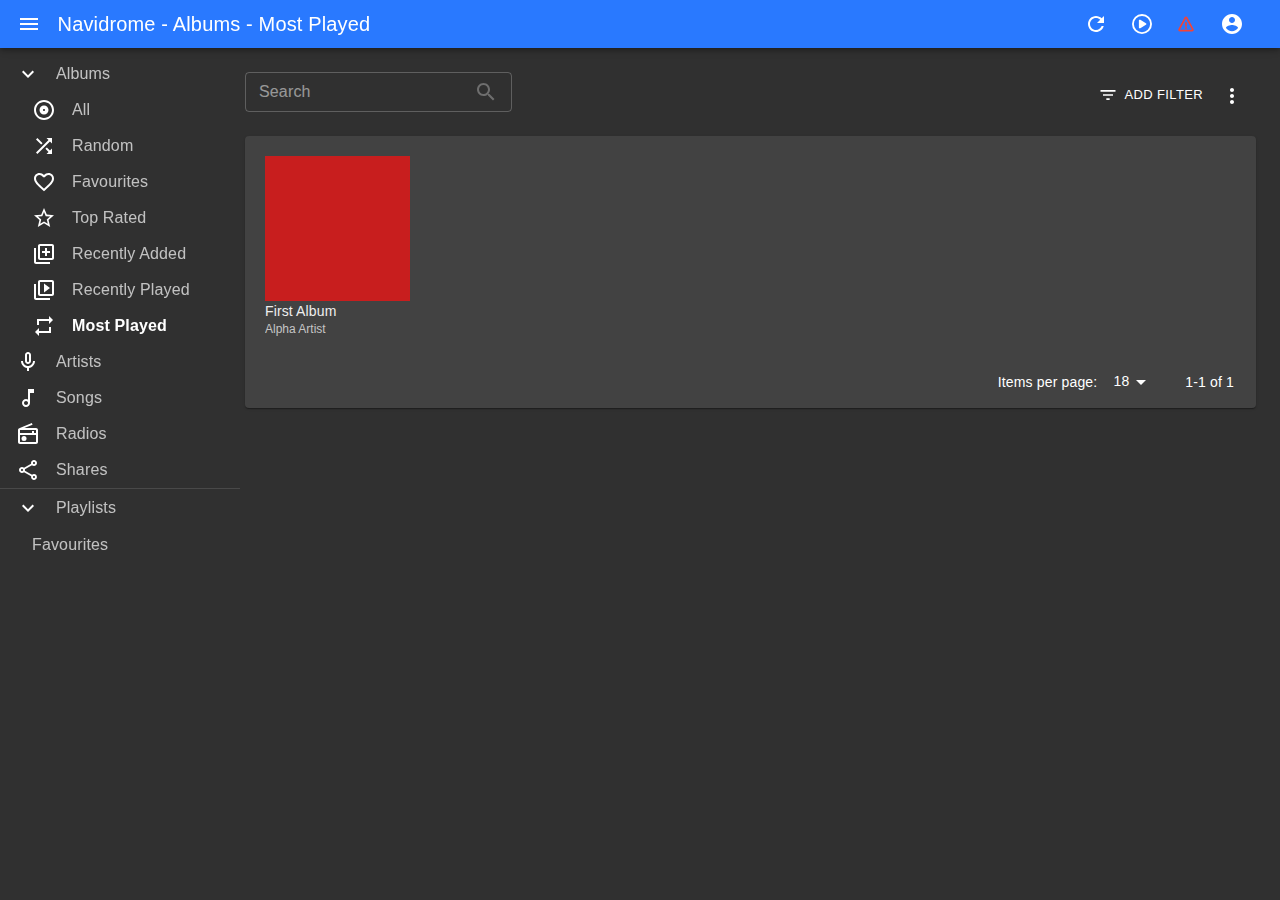 Navidrome - Albums - Most Played
Albums
All
Random
Favourites
Top Rated
Recently Added
Recently Played
Most Played
Artists
Songs
Radios
Shares
Playlists
Favourites
Search
ADD FILTER
First Album
Alpha Artist
Items per page: 18 1-1 of 1